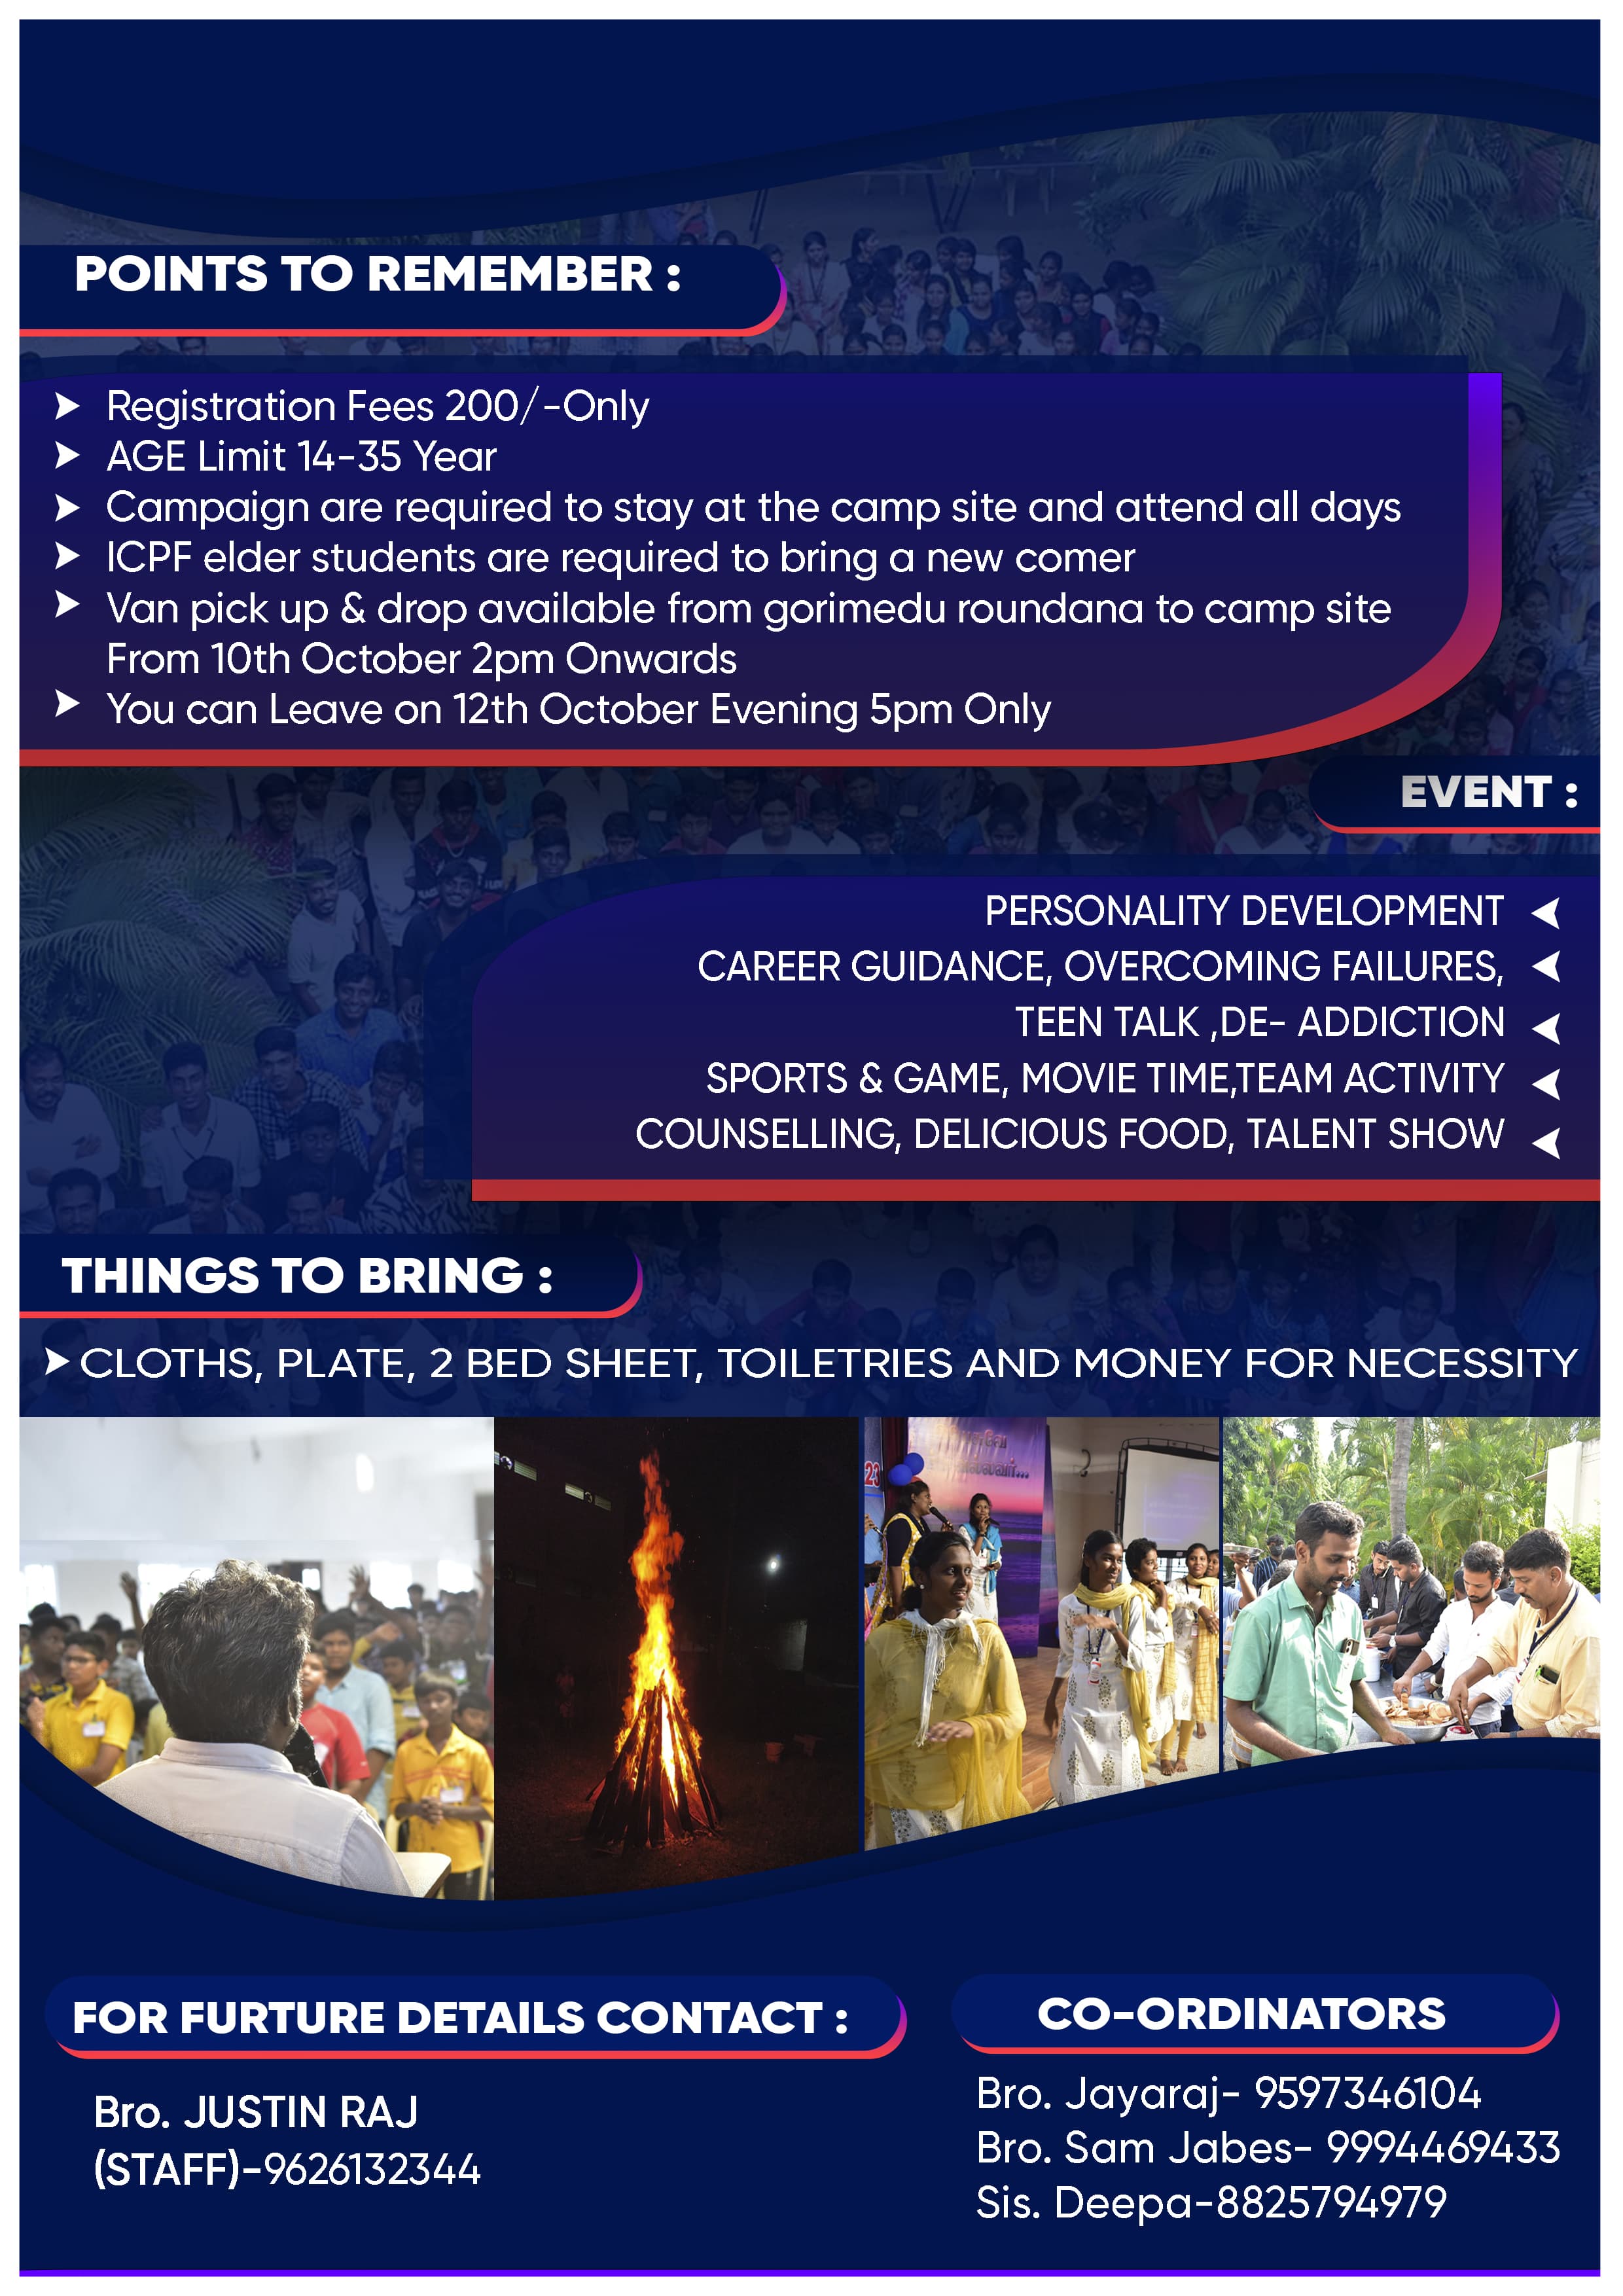 POINTS TO REMEMBER :
➤ Registration Fees 200/-Only
➤ AGE Limit 14-35 Year
➤ Campaign are required to stay at the camp site and attend all days
➤ ICPF elder students are required to bring a new comer
➤ Van pick up & drop available from gorimedu roundana to camp site
From 10th October 2pm Onwards
➤ You can Leave on 12th October Evening 5pm Only
EVENT :
PERSONALITY DEVELOPMENT
CAREER GUIDANCE, OVERCOMING FAILURES,
TEEN TALK ,DE- ADDICTION
SPORTS & GAME, MOVIE TIME,TEAM ACTIVITY
COUNSELLING, DELICIOUS FOOD, TALENT SHOW
THINGS TO BRING :
➤ CLOTHS, PLATE, 2 BED SHEET, TOILETRIES AND MONEY FOR NECESSITY
23
FOR FURTURE DETAILS CONTACT :
Bro. JUSTIN RAJ
(STAFF)-9626132344
CO-ORDINATORS
Bro. Jayaraj- 9597346104
Bro. Sam Jabes- 9994469433
Sis. Deepa-8825794979